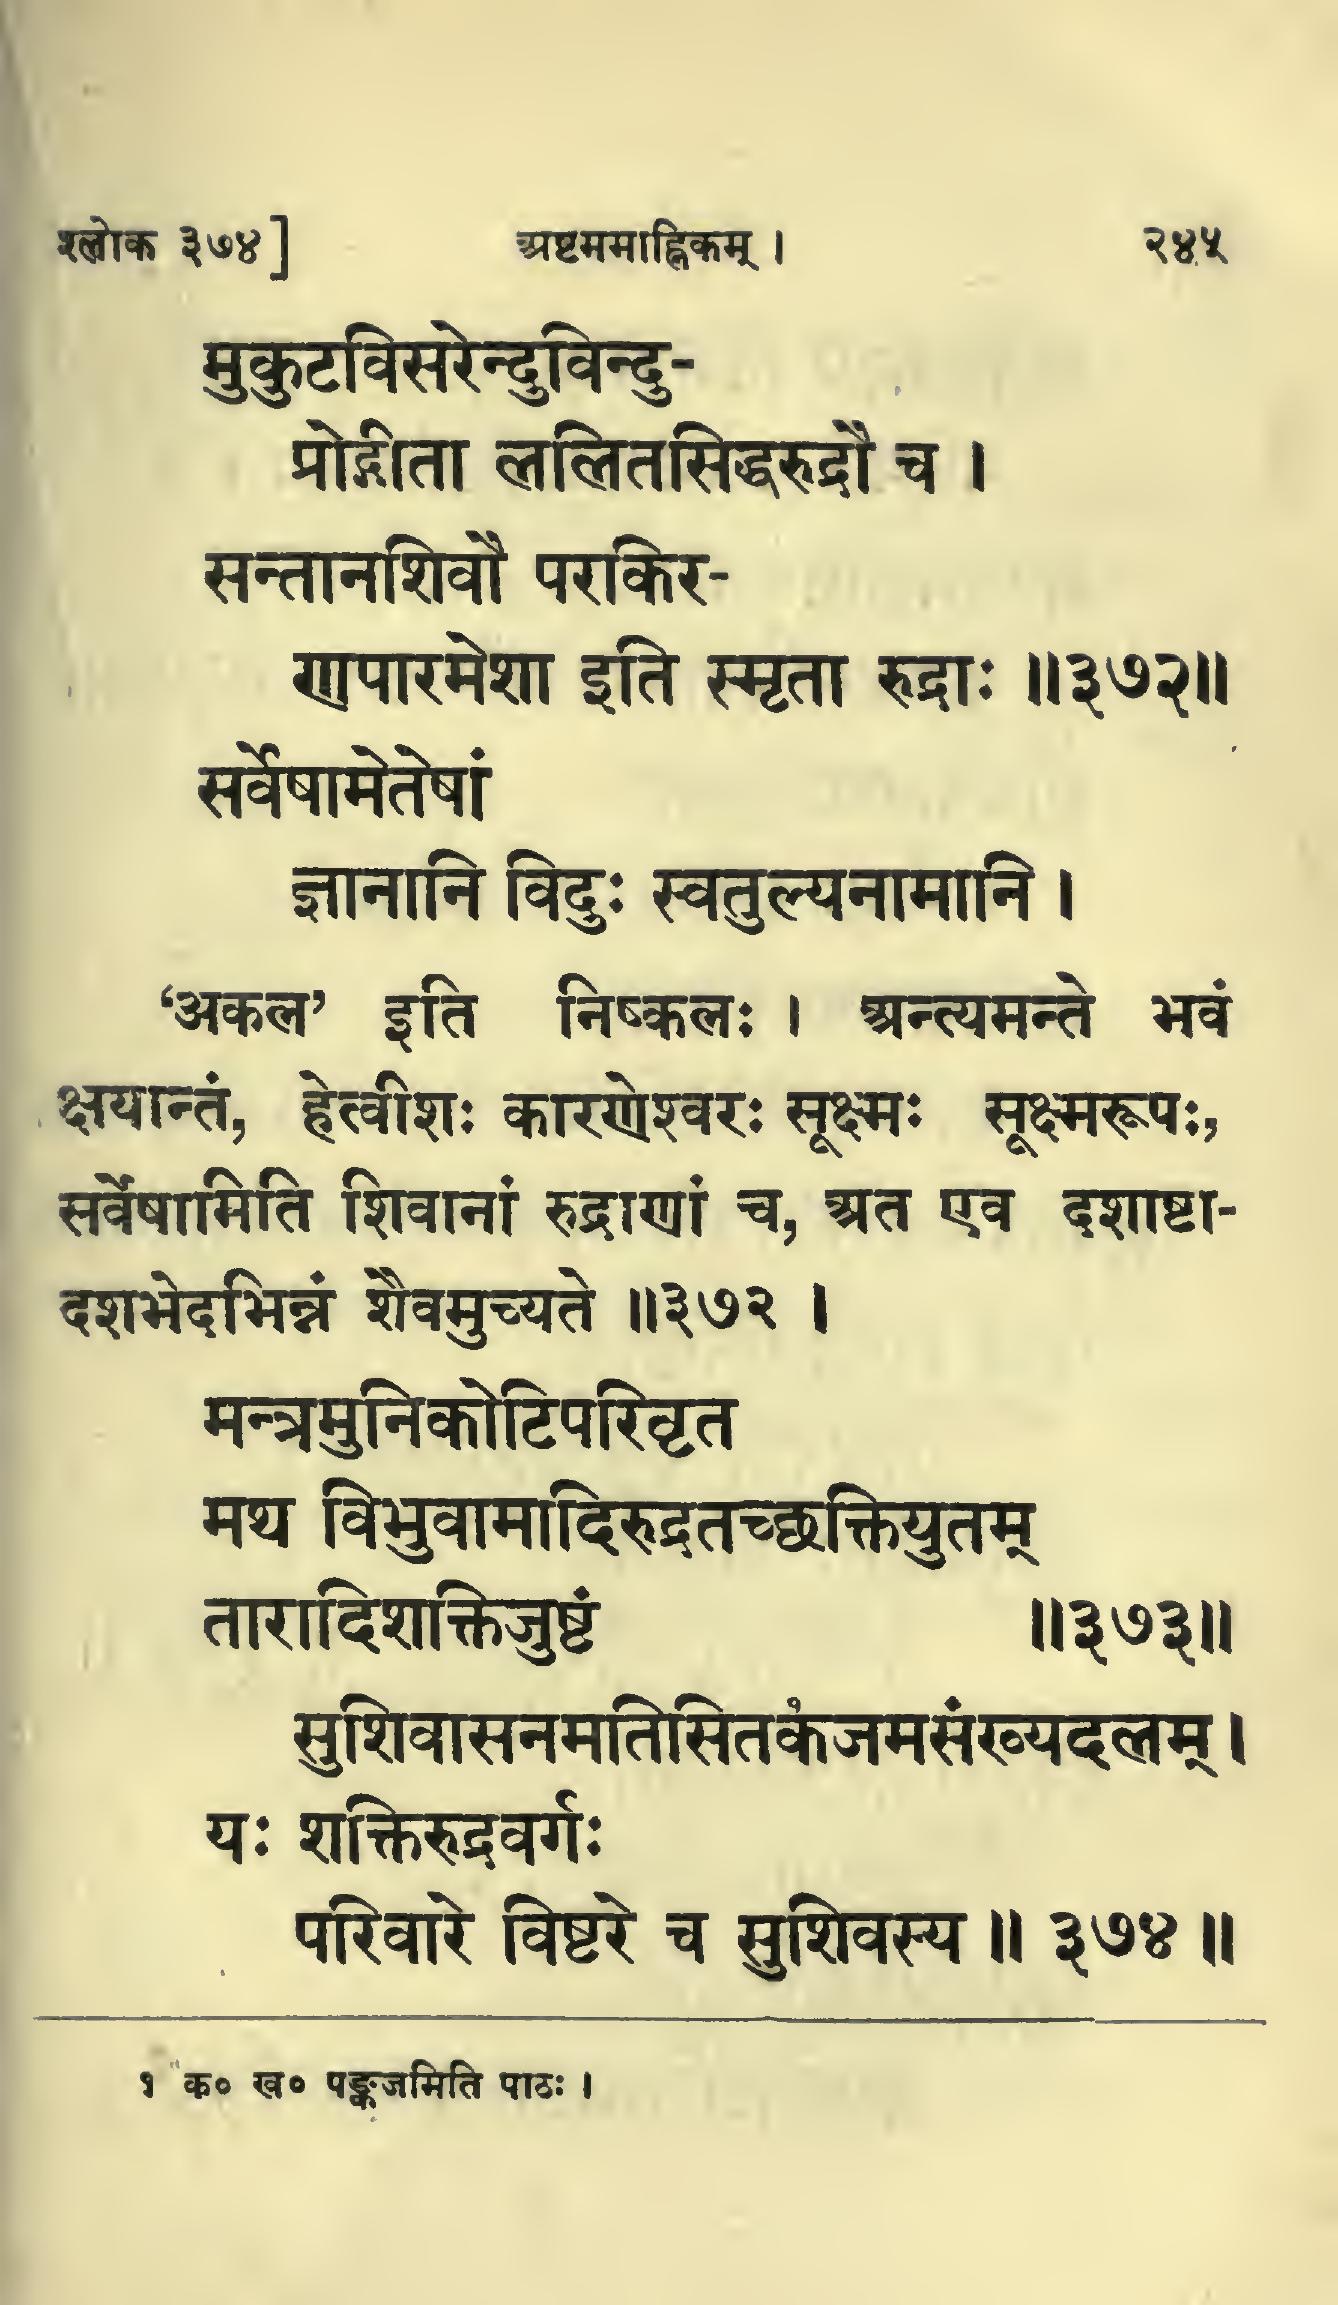 श्लोक ३७४] अष्टममाह्निकम् । २४५
मुकुटविसरेन्दुविन्दु-
प्रोद्गीता ललितसिद्धरुद्रौ च ।
सन्तानशिवौ परकिर-
णपारमेशा इति स्मृता रुद्राः ॥३७२॥
सर्वेषामेतेषां
ज्ञानानि विदुः स्वतुल्यनामानि ।
‘अकल’ इति निष्कलः । अन्त्यमन्ते भवं
क्षयान्तं, हेत्वीशः कारणेश्वरः सूक्ष्मः सूक्ष्मरूपः,
सर्वेषामिति शिवानां रुद्राणां च, अत एव दशाष्टा-
दशभेदभिन्नं शैवमुच्यते ॥३७२ ।
मन्त्रमुनिकोटिपरिवृत
मथ विभुवामादिरुद्रतच्छक्तियुतम्
तारादिशक्तिजुष्टं ॥३७३॥
सुशिवासनमतिसितकंजमसंख्यदलम् ।
यः शक्तिरुद्रवर्गः
परिवारे विष्टरे च सुशिवस्य ॥ ३७४ ॥
१ क० ख० पङ्कजमिति पाठः ।